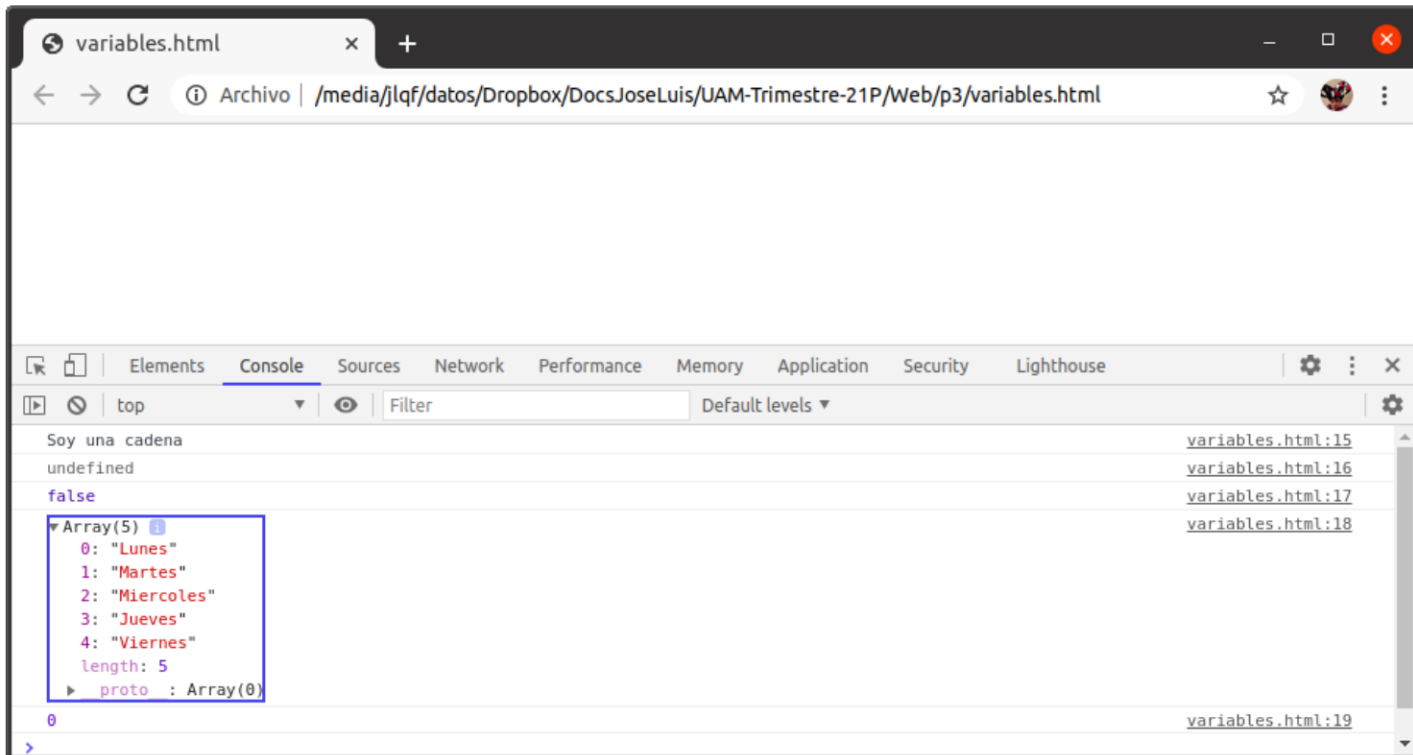 variables.html
Archivo | /media/jlqf/datos/Dropbox/DocsJoseLuis/UAM-Trimestre-21P/Web/p3/variables.html
Elements Console Sources Network Performance Memory Application Security Lighthouse
top Filter Default levels ▼
Soy una cadena variables.html:15
undefined variables.html:16
false variables.html:17
▼Array(5) i variables.html:18
0: "Lunes"
1: "Martes"
2: "Miercoles"
3: "Jueves"
4: "Viernes"
length: 5
▶ __proto__: Array(0)
0 variables.html:19
>